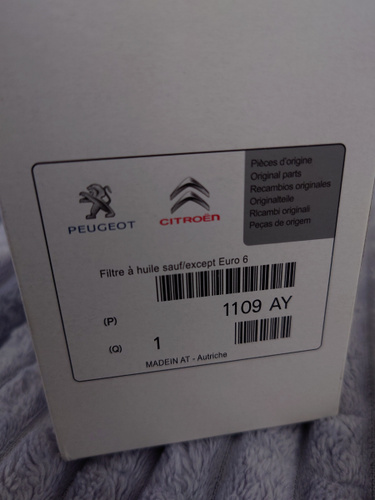 PEUGEOT
CITROËN
Pièces d'origine
Original parts
Recambios originales
Originalteile
Ricambi originali
Peças de origem
Filtre à huile sauf/except Euro 6
(P) 1109 AY
(Q) 1
MADEIN AT - Autriche